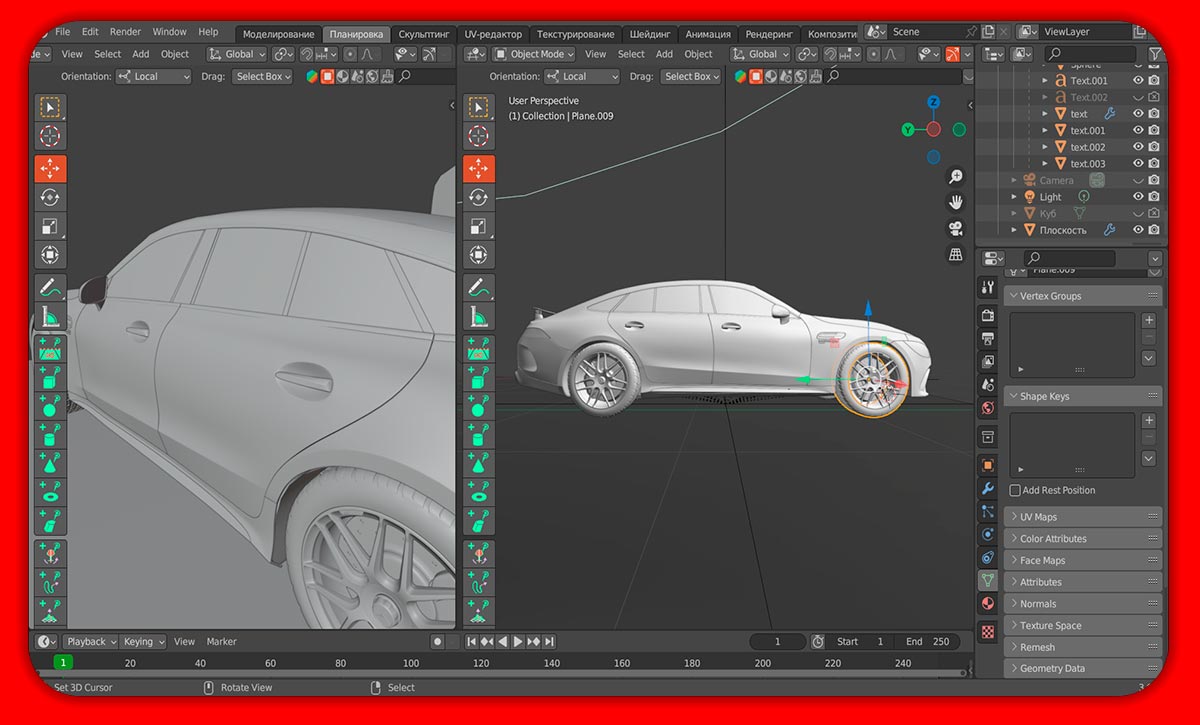 File Edit Render Window Help Моделирование Планировка Скульптинг UV-редактор Текстурирование Шейдинг Анимация Рендеринг Композити Scene ViewLayer
View Select Add Object Global Object Mode View Select Add Object Global
Orientation: Local Drag: Select Box Orientation: Local Drag: Select Box
User Perspective
(1) Collection | Plane.009
Z
Y
Sphere
Text.001
Text.002
text
text.001
text.002
text.003
Camera
Light
Куб
Плоскость
Plane.009
Vertex Groups
Shape Keys
Add Rest Position
UV Maps
Color Attributes
Face Maps
Attributes
Normals
Texture Space
Remesh
Geometry Data
Playback Keying View Marker 1 Start 1 End 250
1 20 40 60 80 100 120 140 160 180 200 220 240
Set 3D Cursor Rotate View Select